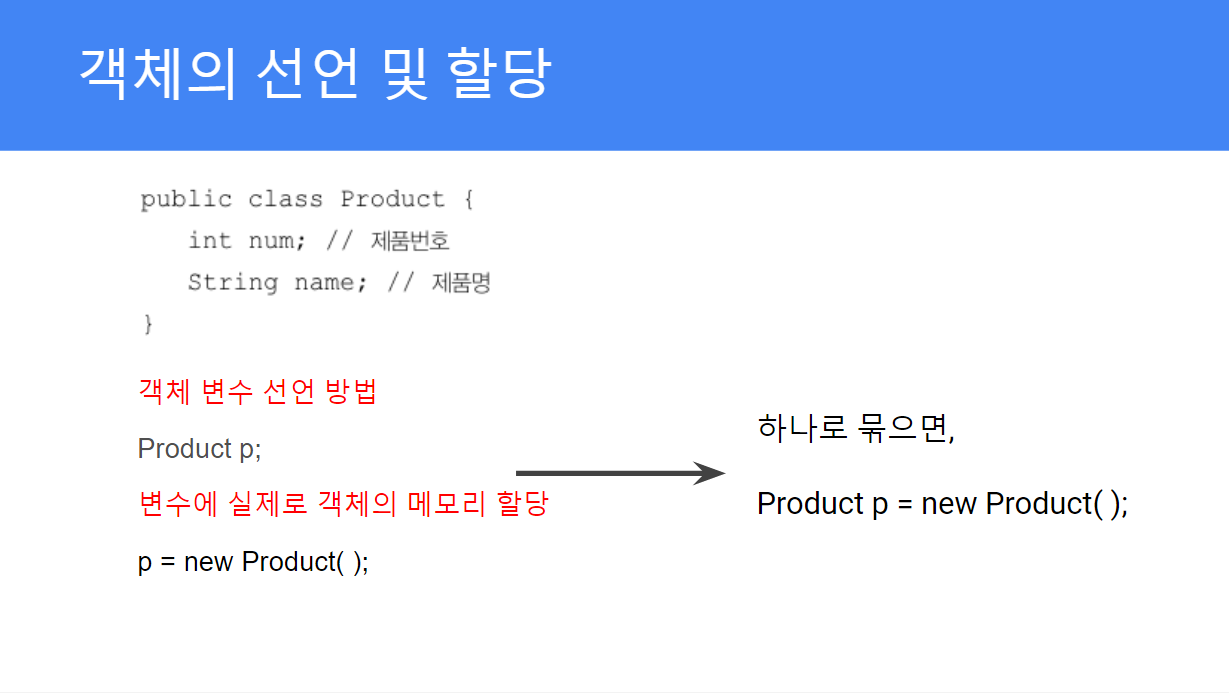 객체의 선언 및 할당
public class Product {
int num; // 제품번호
String name; // 제품명
}
객체 변수 선언 방법
Product p;
변수에 실제로 객체의 메모리 할당
p = new Product( );
하나로 묶으면,
Product p = new Product( );